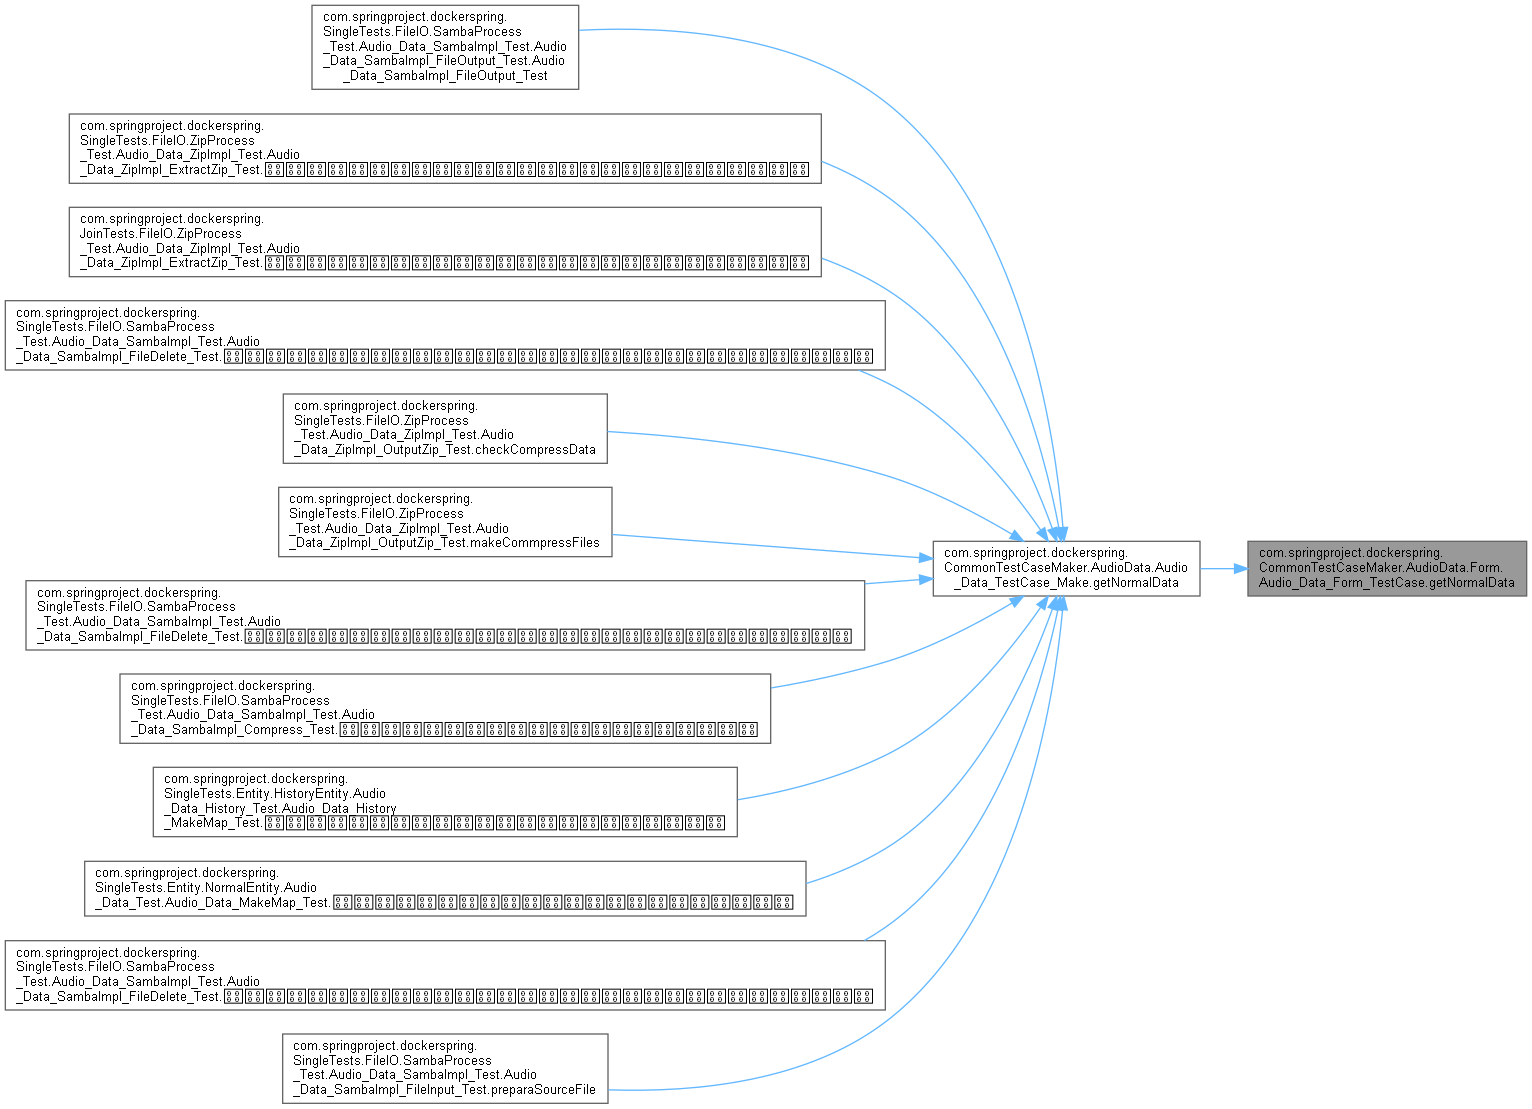 com.springproject.dockerspring.
SingleTests.FileIO.SambaProcess
_Test.Audio_Data_SambaImpl_Test.Audio
_Data_SambaImpl_FileOutput_Test.Audio
_Data_SambaImpl_FileOutput_Test
com.springproject.dockerspring.
SingleTests.FileIO.ZipProcess
_Test.Audio_Data_ZipImpl_Test.Audio
_Data_ZipImpl_ExtractZip_Test.
com.springproject.dockerspring.
JoinTests.FileIO.ZipProcess
_Test.Audio_Data_ZipImpl_Test.Audio
_Data_ZipImpl_ExtractZip_Test.
com.springproject.dockerspring.
SingleTests.FileIO.SambaProcess
_Test.Audio_Data_SambaImpl_Test.Audio
_Data_SambaImpl_FileDelete_Test.
com.springproject.dockerspring.
SingleTests.FileIO.ZipProcess
_Test.Audio_Data_ZipImpl_Test.Audio
_Data_ZipImpl_OutputZip_Test.checkCompressData
com.springproject.dockerspring.
SingleTests.FileIO.ZipProcess
_Test.Audio_Data_ZipImpl_Test.Audio
_Data_ZipImpl_OutputZip_Test.makeCommpressFiles
com.springproject.dockerspring.
CommonTestCaseMaker.AudioData.Audio
_Data_TestCase_Make.getNormalData
com.springproject.dockerspring.
CommonTestCaseMaker.AudioData.Form.
Audio_Data_Form_TestCase.getNormalData
com.springproject.dockerspring.
SingleTests.FileIO.SambaProcess
_Test.Audio_Data_SambaImpl_Test.Audio
_Data_SambaImpl_FileDelete_Test.
com.springproject.dockerspring.
SingleTests.FileIO.SambaProcess
_Test.Audio_Data_SambaImpl_Test.Audio
_Data_SambaImpl_Compress_Test.
com.springproject.dockerspring.
SingleTests.Entity.HistoryEntity.Audio
_Data_History_Test.Audio_Data_History
_MakeMap_Test.
com.springproject.dockerspring.
SingleTests.Entity.NormalEntity.Audio
_Data_Test.Audio_Data_MakeMap_Test.
com.springproject.dockerspring.
SingleTests.FileIO.SambaProcess
_Test.Audio_Data_SambaImpl_Test.Audio
_Data_SambaImpl_FileDelete_Test.
com.springproject.dockerspring.
SingleTests.FileIO.SambaProcess
_Test.Audio_Data_SambaImpl_Test.Audio
_Data_SambaImpl_FileInput_Test.preparaSourceFile